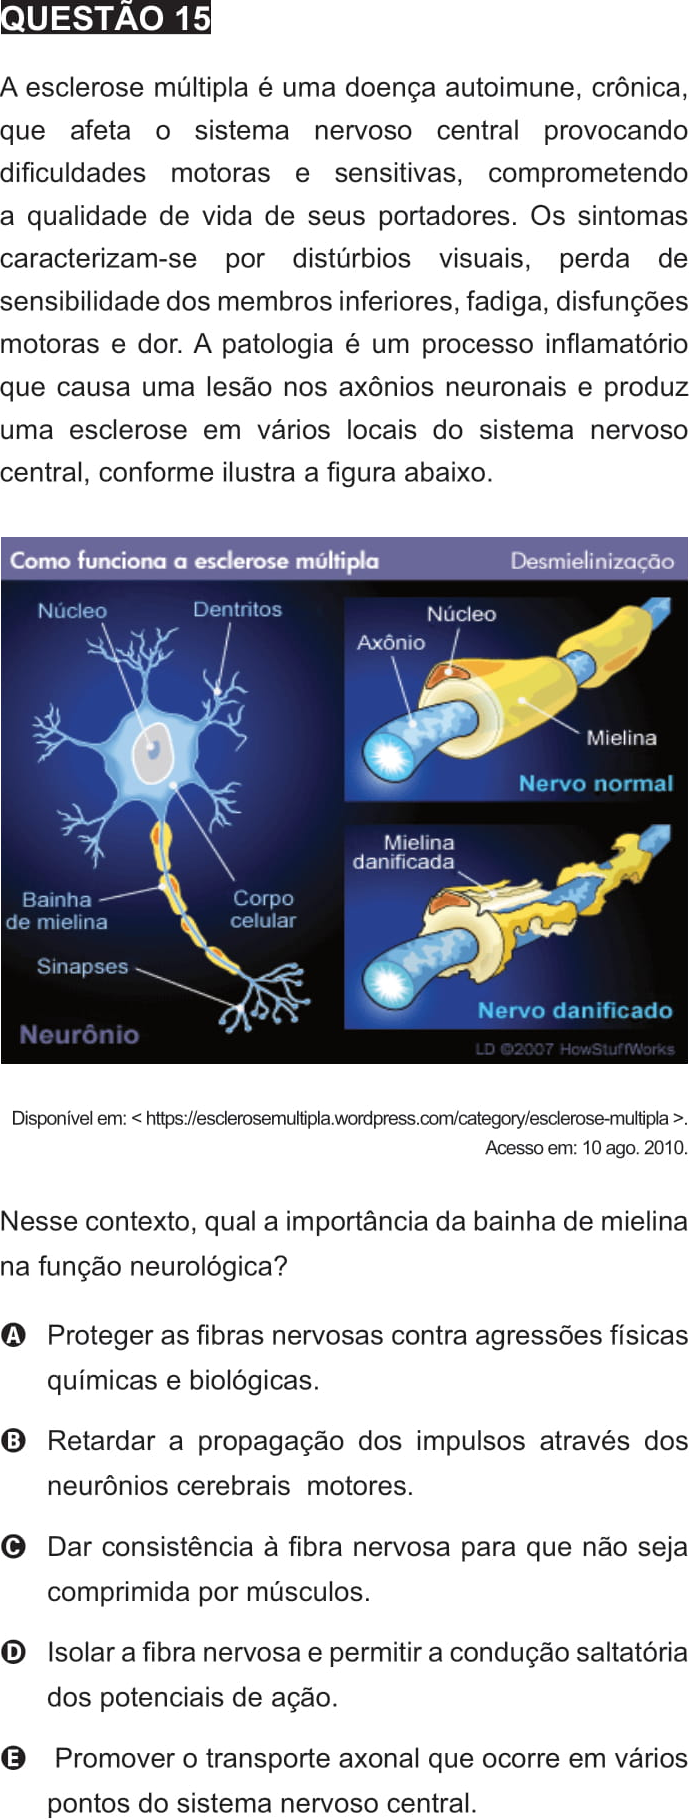 QUESTÃO 15
A esclerose múltipla é uma doença autoimune, crônica,
que afeta o sistema nervoso central provocando
dificuldades motoras e sensitivas, comprometendo
a qualidade de vida de seus portadores. Os sintomas
caracterizam-se por distúrbios visuais, perda de
sensibilidade dos membros inferiores, fadiga, disfunções
motoras e dor. A patologia é um processo inflamatório
que causa uma lesão nos axônios neuronais e produz
uma esclerose em vários locais do sistema nervoso
central, conforme ilustra a figura abaixo.
Como funciona a esclerose múltipla Desmielinização
Núcleo
Dentritos
Bainha
de mielina
Corpo
celular
Sinapses
Neurônio
Núcleo
Axônio
Mielina
Nervo normal
Mielina
danificada
Nervo danificado
LD ©2007 HowStuffWorks
Disponível em: < https://esclerosemultipla.wordpress.com/category/esclerose-multipla >.
Acesso em: 10 ago. 2010.
Nesse contexto, qual a importância da bainha de mielina
na função neurológica?
A Proteger as fibras nervosas contra agressões físicas
químicas e biológicas.
B Retardar a propagação dos impulsos através dos
neurônios cerebrais motores.
C Dar consistência à fibra nervosa para que não seja
comprimida por músculos.
D Isolar a fibra nervosa e permitir a condução saltatória
dos potenciais de ação.
E Promover o transporte axonal que ocorre em vários
pontos do sistema nervoso central.